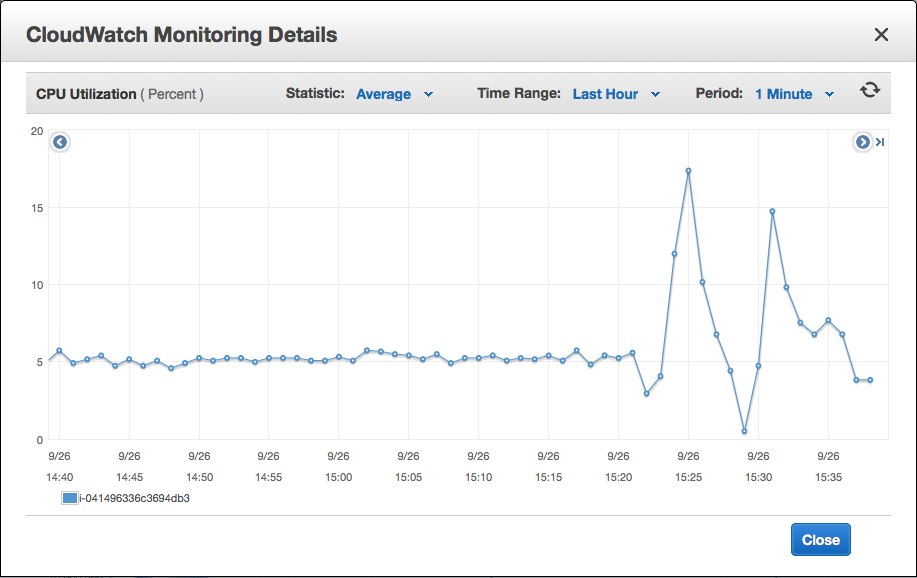 CloudWatch Monitoring Details
CPU Utilization ( Percent ) Statistic: Average Time Range: Last Hour Period: 1 Minute
20
15
10
5
0
9/26 9/26 9/26 9/26 9/26 9/26 9/26 9/26 9/26 9/26 9/26 9/26
14:40 14:45 14:50 14:55 15:00 15:05 15:10 15:15 15:20 15:25 15:30 15:35
i-041496336c3694db3
Close